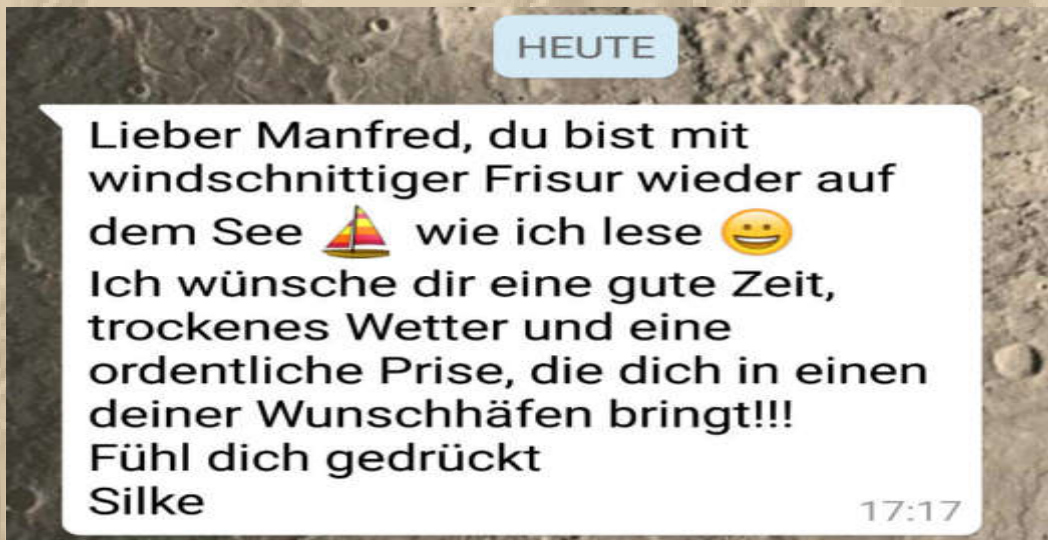 HEUTE
Lieber Manfred, du bist mit
windschnittiger Frisur wieder auf
dem See ⛵ wie ich lese 😀
Ich wünsche dir eine gute Zeit,
trockenes Wetter und eine
ordentliche Prise, die dich in einen
deiner Wunschhäfen bringt!!!
Fühl dich gedrückt
Silke
17:17